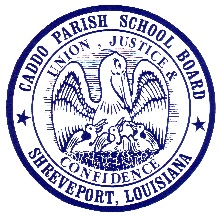 CADDO PARISH SCHOOL BOARD
UNION, JUSTICE &
CONFIDENCE
SHREVEPORT, LOUISIANA